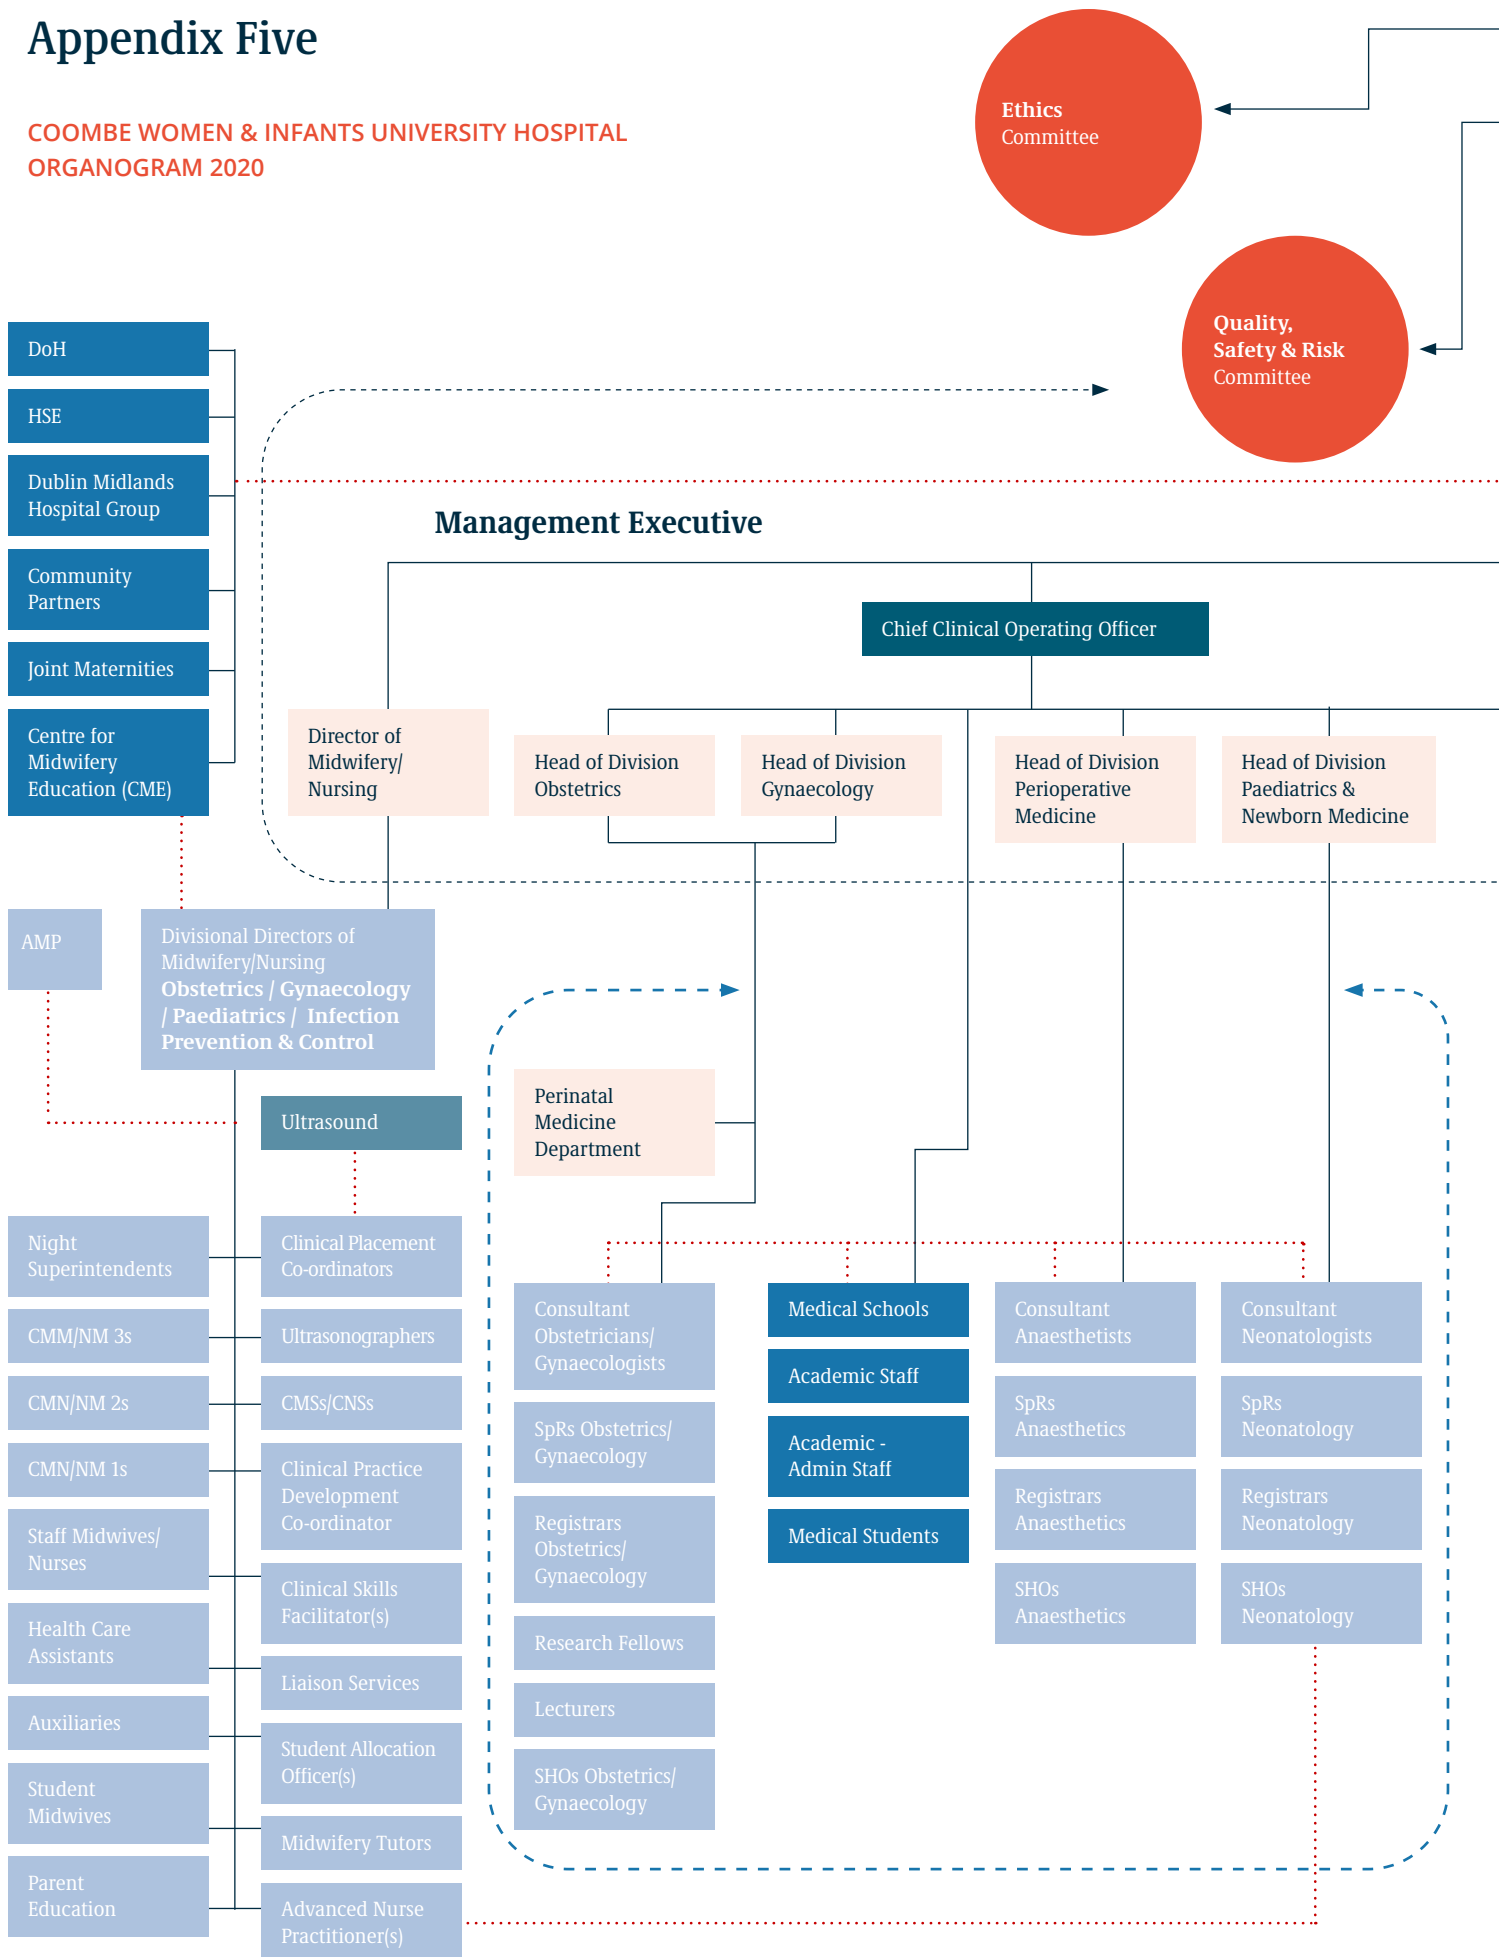 Appendix Five
COOMBE WOMEN & INFANTS UNIVERSITY HOSPITAL
ORGANOGRAM 2020
Ethics
Committee
Quality,
Safety & Risk
Committee
DoH
HSE
Dublin Midlands
Hospital Group
Community
Partners
Joint Maternities
Centre for
Midwifery
Education (CME)
Management Executive
Chief Clinical Operating Officer
Director of
Midwifery/
Nursing
Head of Division
Obstetrics
Head of Division
Gynaecology
Head of Division
Perioperative
Medicine
Head of Division
Paediatrics &
Newborn Medicine
AMP
Divisional Directors of
Midwifery/Nursing
Obstetrics / Gynaecology
/ Paediatrics / Infection
Prevention & Control
Ultrasound
Perinatal
Medicine
Department
Night
Superintendents
CMM/NM 3s
CMN/NM 2s
CMN/NM 1s
Staff Midwives/
Nurses
Health Care
Assistants
Auxiliaries
Student
Midwives
Parent
Education
Clinical Placement
Co-ordinators
Ultrasonographers
CMSs/CNSs
Clinical Practice
Development
Co-ordinator
Clinical Skills
Facilitator(s)
Liaison Services
Student Allocation
Officer(s)
Midwifery Tutors
Advanced Nurse
Practitioner(s)
Consultant
Obstetricians/
Gynaecologists
SpRs Obstetrics/
Gynaecology
Registrars
Obstetrics/
Gynaecology
Research Fellows
Lecturers
SHOs Obstetrics/
Gynaecology
Medical Schools
Academic Staff
Academic -
Admin Staff
Medical Students
Consultant
Anaesthetists
SpRs
Anaesthetics
Registrars
Anaesthetics
SHOs
Anaesthetics
Consultant
Neonatologists
SpRs
Neonatology
Registrars
Neonatology
SHOs
Neonatology